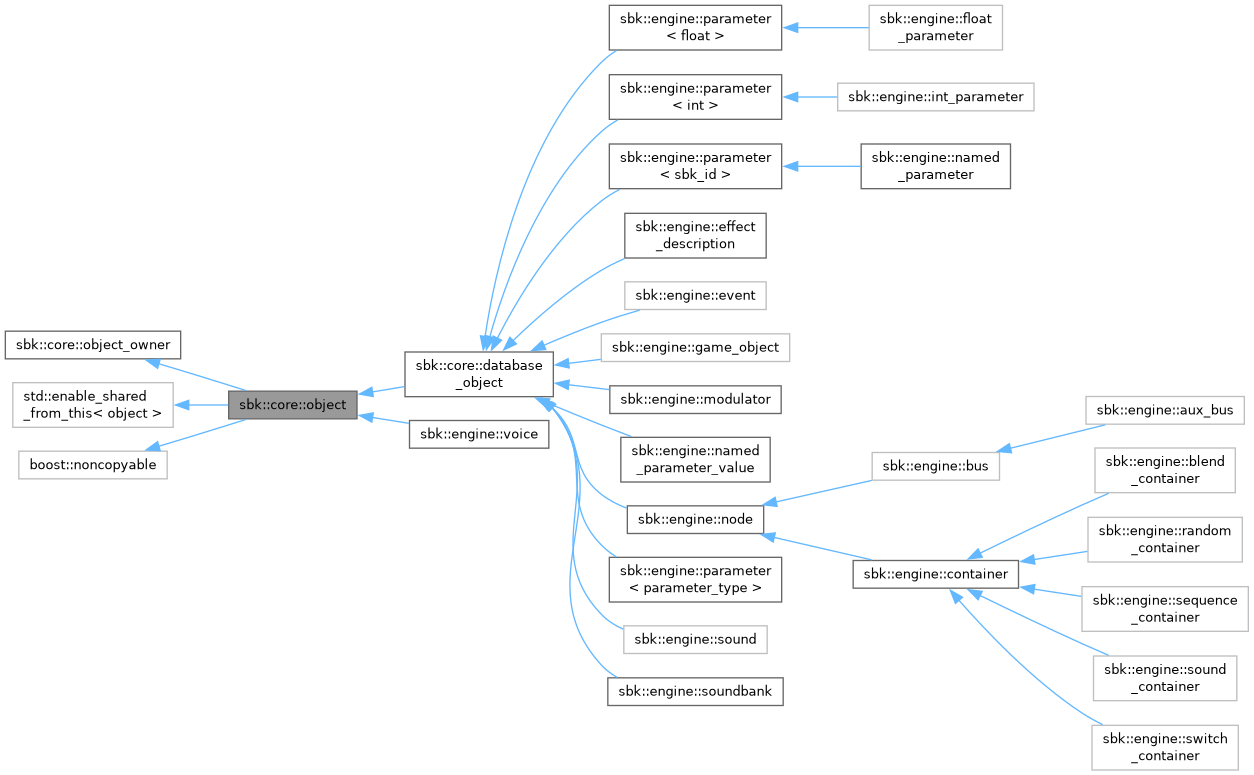 sbk::core::object_owner
std::enable_shared
_from_this< object >
boost::noncopyable
sbk::core::object
sbk::core::database
_object
sbk::engine::voice
sbk::engine::parameter
< float >
sbk::engine::parameter
< int >
sbk::engine::parameter
< sbk_id >
sbk::engine::effect
_description
sbk::engine::event
sbk::engine::game_object
sbk::engine::modulator
sbk::engine::named
_parameter_value
sbk::engine::node
sbk::engine::parameter
< parameter_type >
sbk::engine::sound
sbk::engine::soundbank
sbk::engine::float
_parameter
sbk::engine::int_parameter
sbk::engine::named
_parameter
sbk::engine::bus
sbk::engine::container
sbk::engine::aux_bus
sbk::engine::blend
_container
sbk::engine::random
_container
sbk::engine::sequence
_container
sbk::engine::sound
_container
sbk::engine::switch
_container